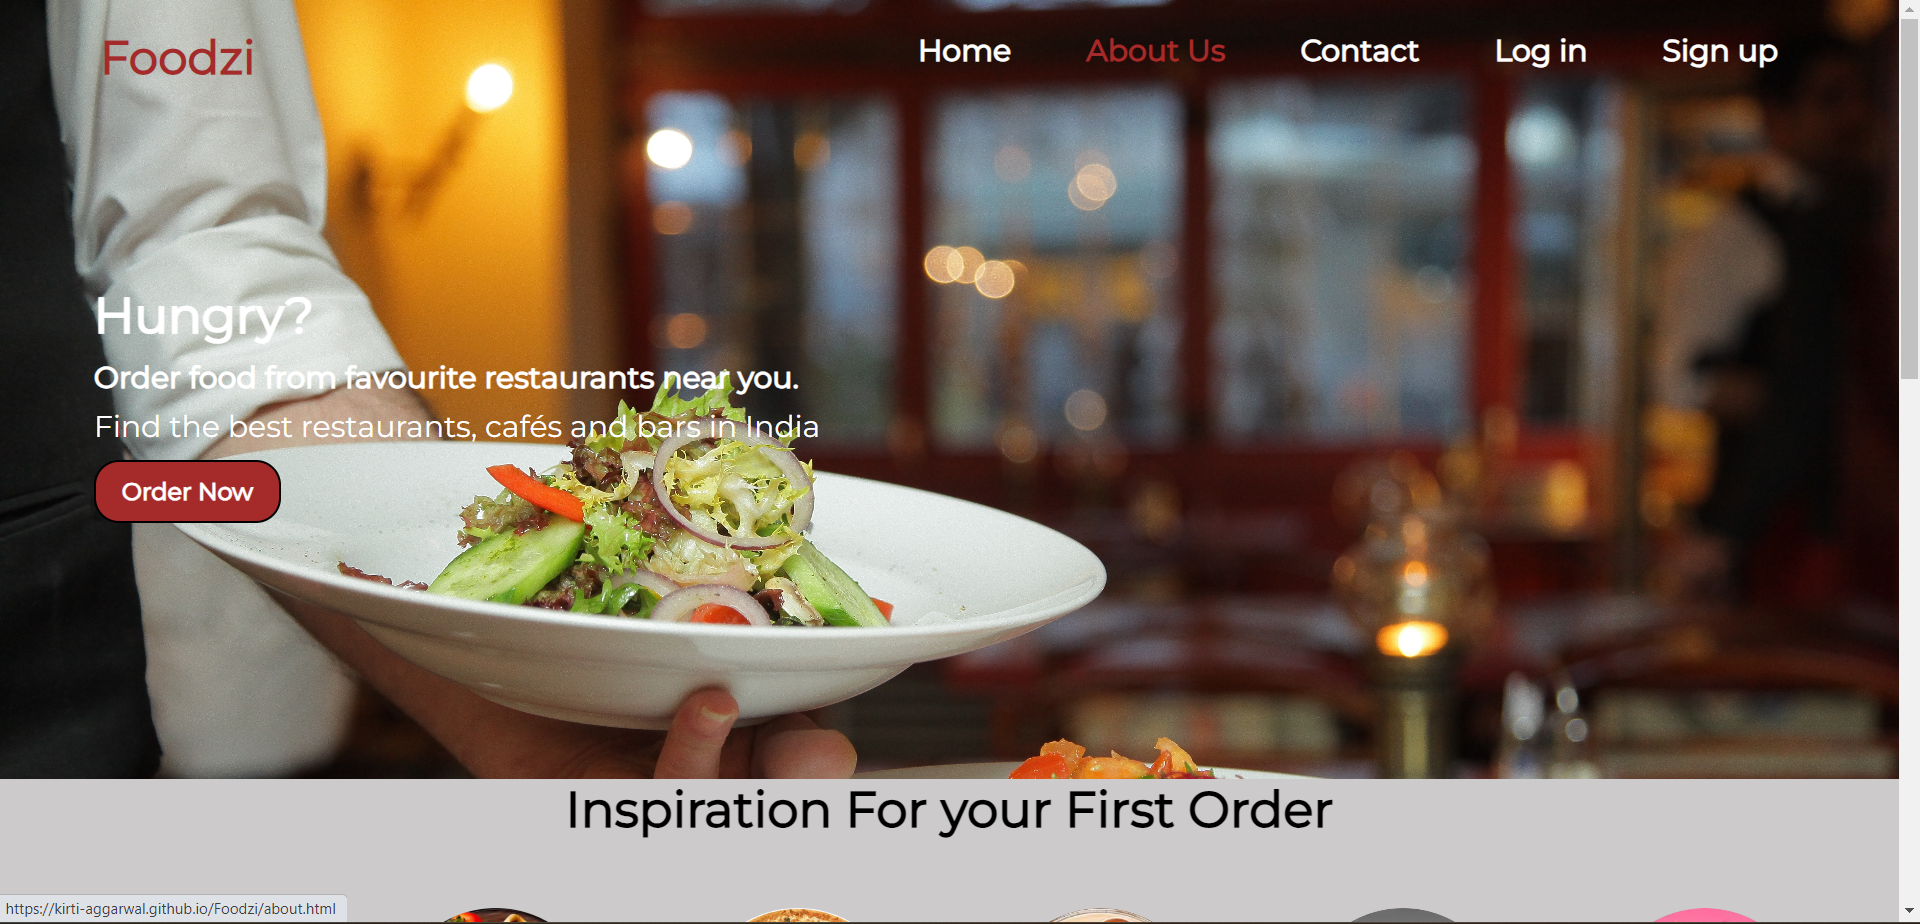 Foodzi
Home About Us Contact Log in Sign up
Hungry?
Order food from favourite restaurants near you.
Find the best restaurants, cafés and bars in India
Order Now
Inspiration For your First Order
https://kirti-aggarwal.github.io/Foodzi/about.html